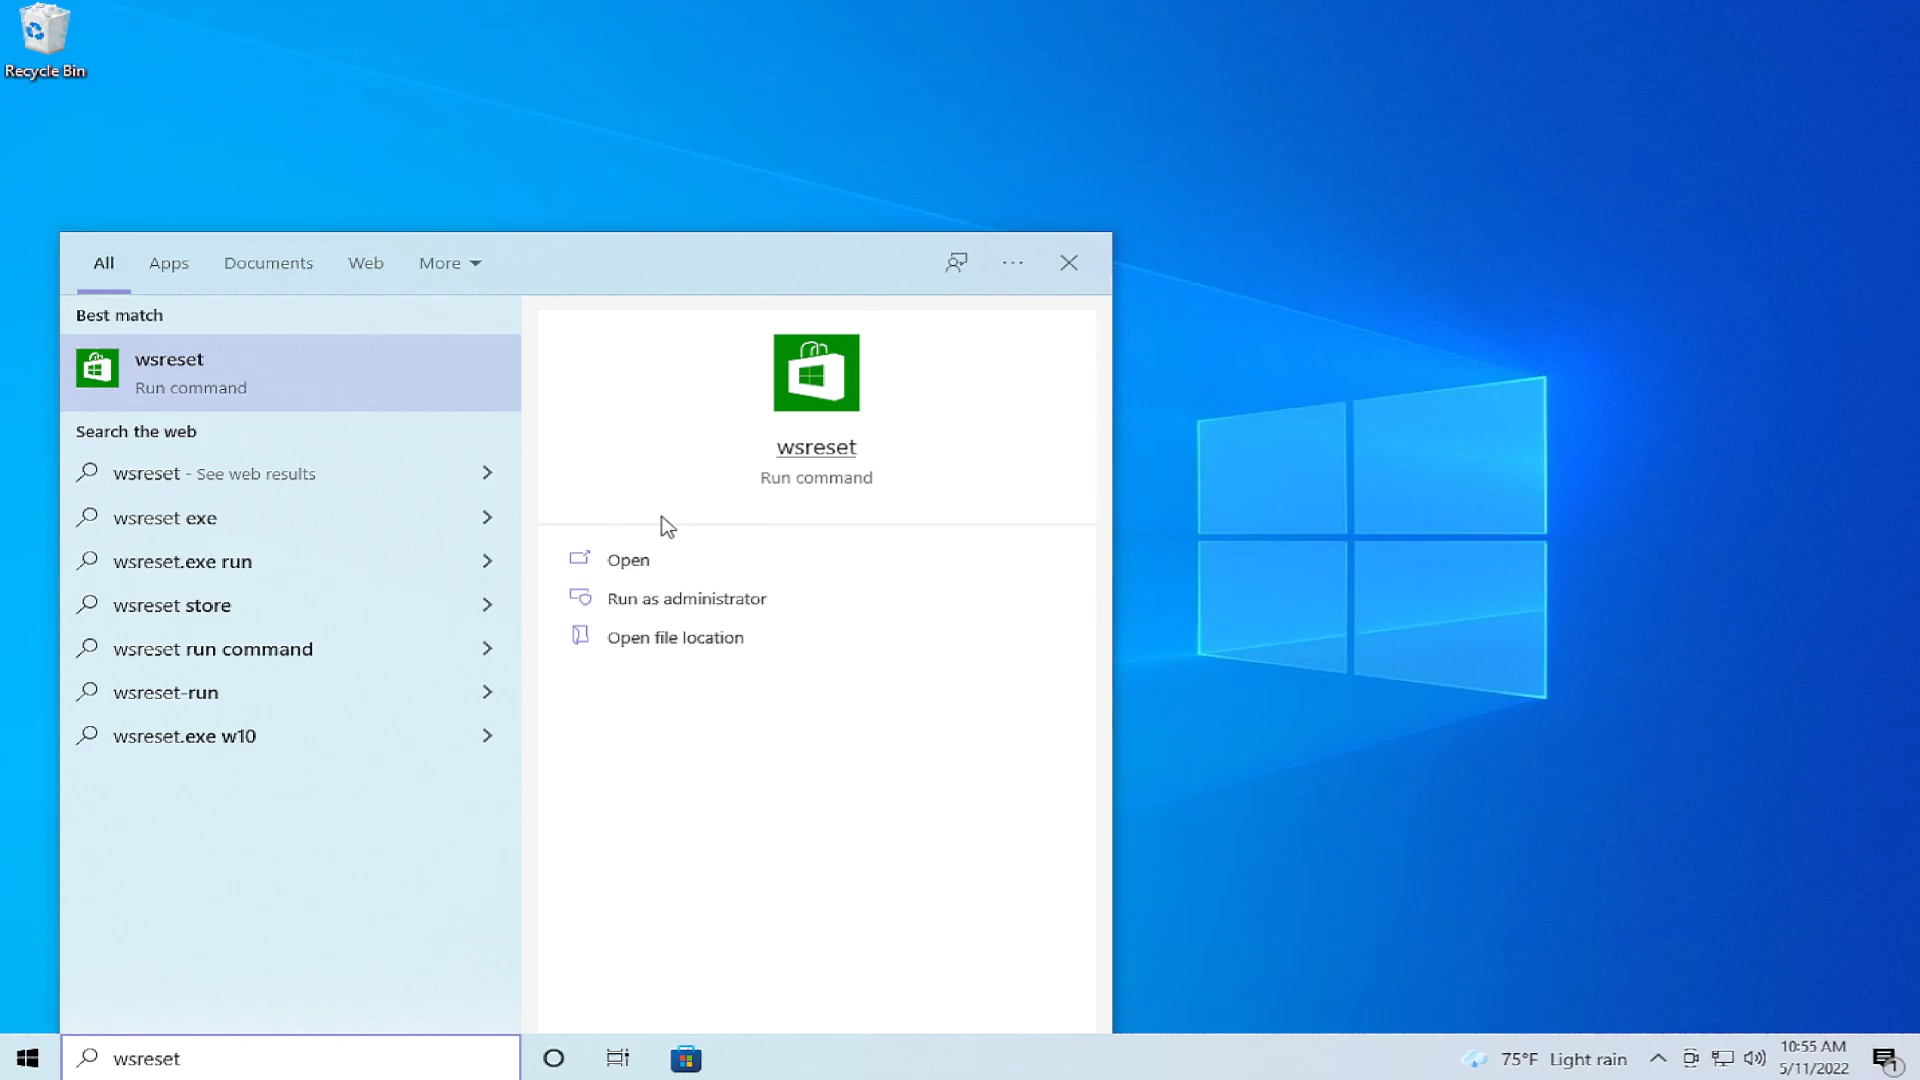 Recycle Bin
All Apps Documents Web More
Best match
wsreset
Run command
Search the web
wsreset - See web results
wsreset exe
wsreset.exe run
wsreset store
wsreset run command
wsreset-run
wsreset.exe w10
wsreset
Run command
Open
Run as administrator
Open file location
wsreset
75°F Light rain
10:55 AM
5/11/2022
1